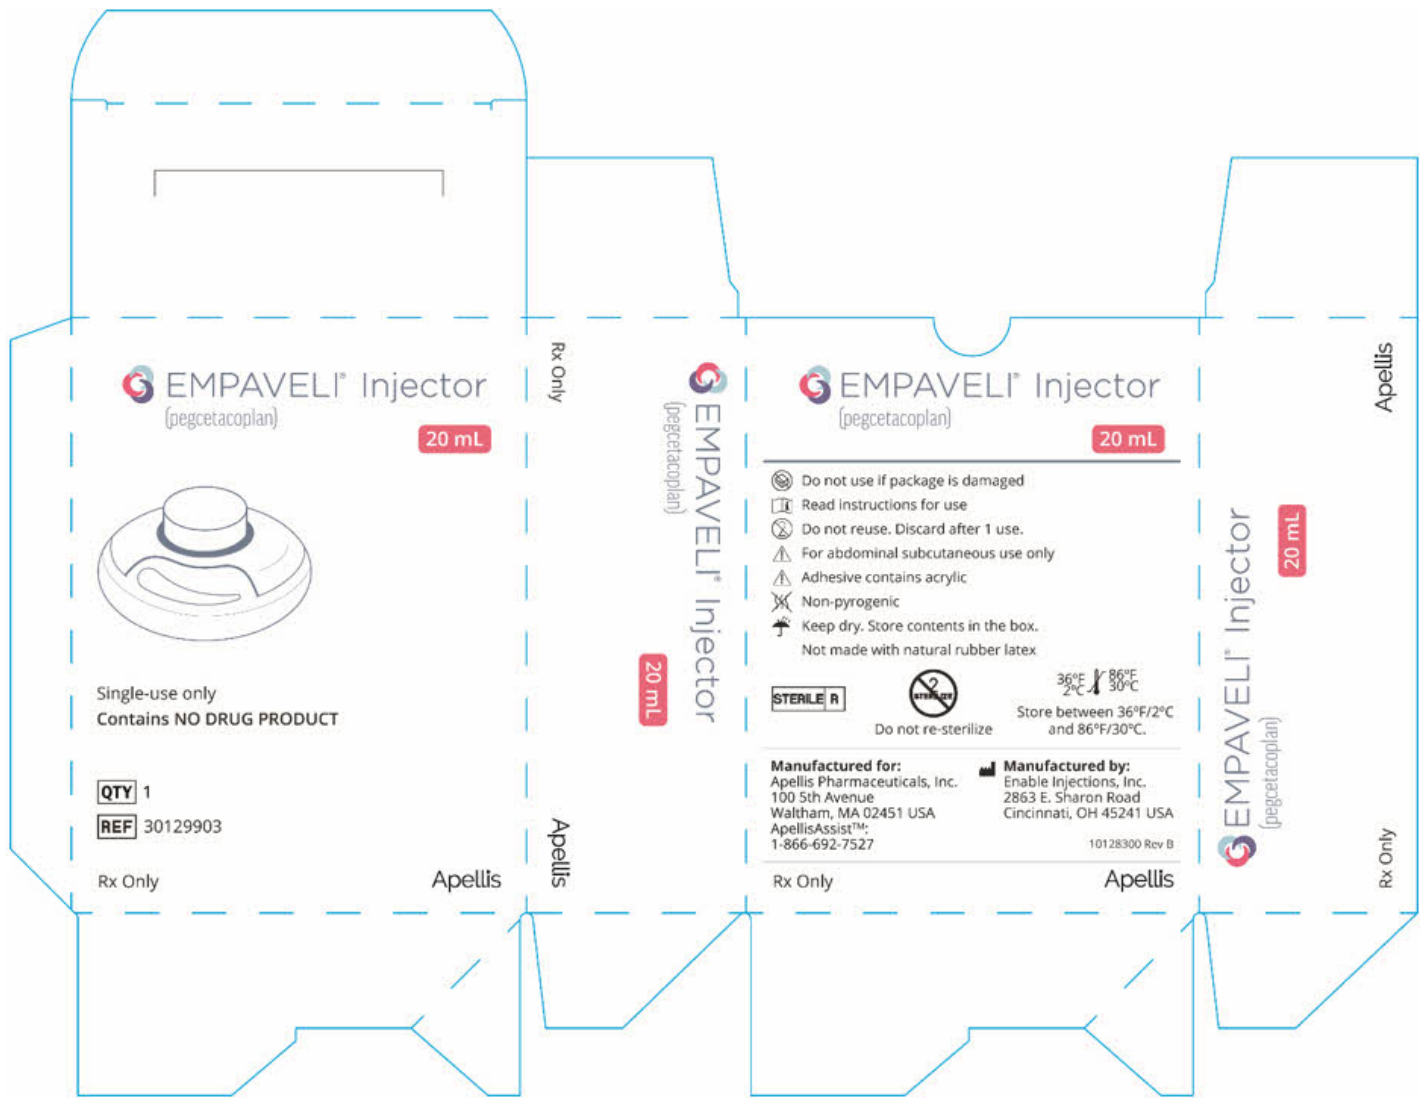 EMPAVELI® Injector
(pegcetacoplan)
20 mL
Single-use only
Contains NO DRUG PRODUCT
QTY 1
REF 30129903
Rx Only
Apellis
Rx Only
EMPAVELI® Injector
(pegcetacoplan)
20 mL
Apellis
EMPAVELI® Injector
(pegcetacoplan)
20 mL
Do not use if package is damaged
Read instructions for use
2
Do not reuse. Discard after 1 use.
For abdominal subcutaneous use only
Adhesive contains acrylic
Non-pyrogenic
Keep dry. Store contents in the box.
Not made with natural rubber latex
STERILE R
2
STERILIZE
Do not re-sterilize
36°F
2°C
86°F
30°C
Store between 36°F/2°C
and 86°F/30°C.
Manufactured for:
Apellis Pharmaceuticals, Inc.
100 5th Avenue
Waltham, MA 02451 USA
ApellisAssist™:
1-866-692-7527
Manufactured by:
Enable Injections, Inc.
2863 E. Sharon Road
Cincinnati, OH 45241 USA
10128300 Rev B
Rx Only
Apellis
Apellis
20 mL
EMPAVELI® Injector
(pegcetacoplan)
Rx Only